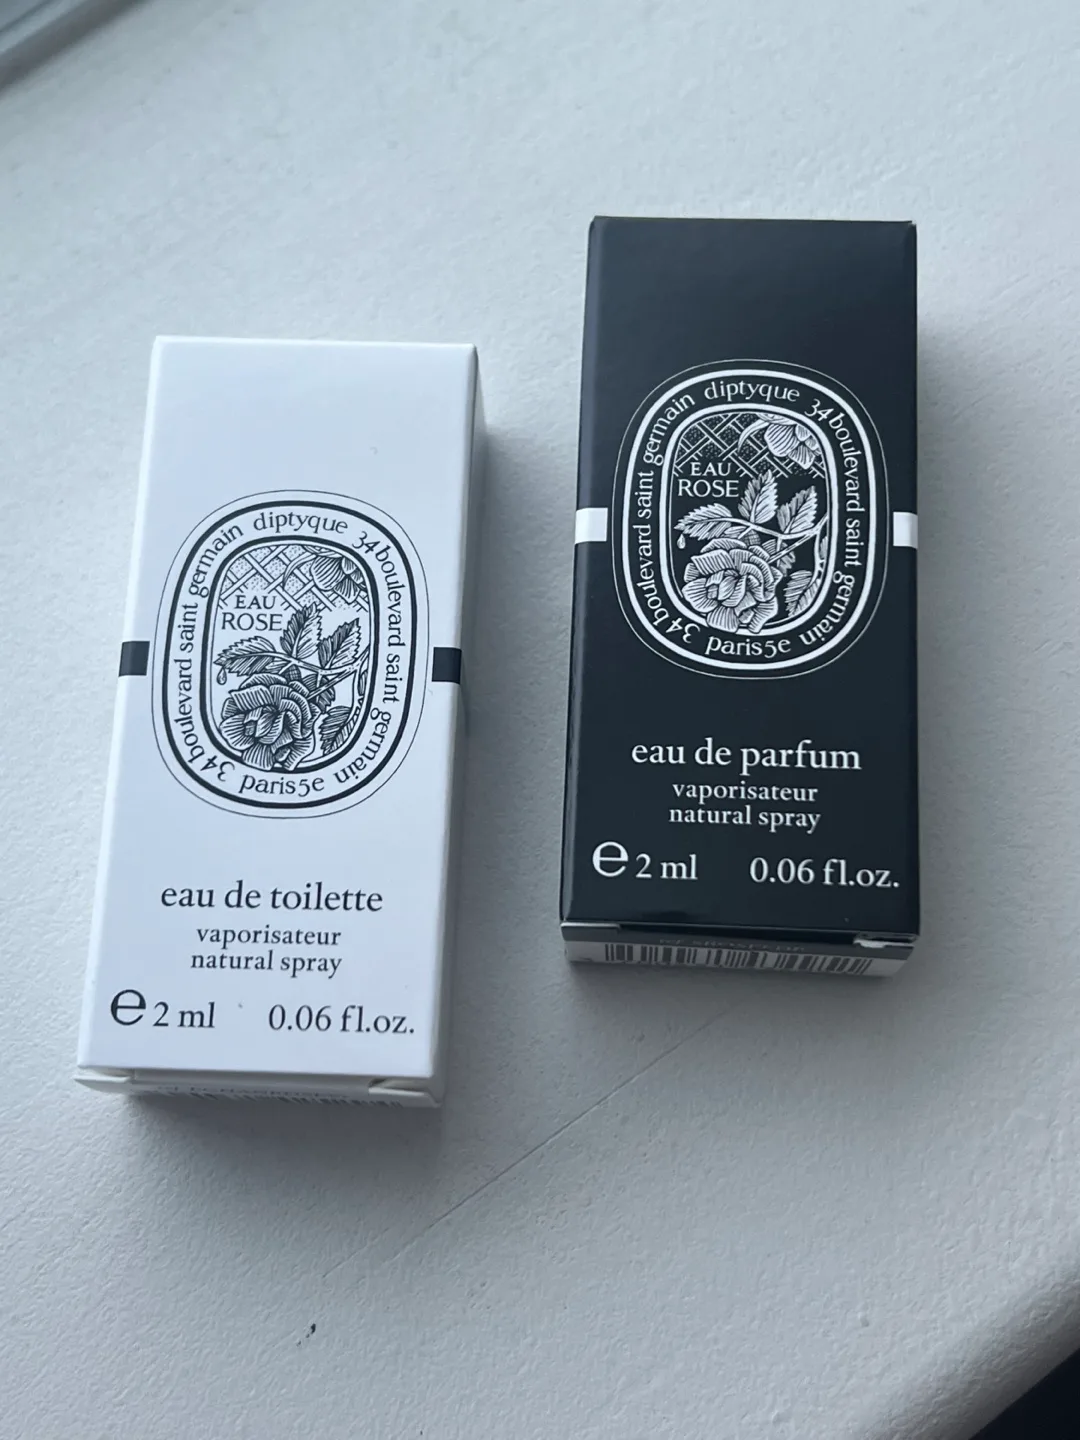 diptyque 34 boulevard saint germain paris5e 34 boulevard saint germain
ÈAU
ROSE
eau de toilette
vaporisateur
natural spray
e 2 ml 0.06 fl.oz.
diptyque 34 boulevard saint germain paris5e 34 boulevard saint germain
ÈAU
ROSE
eau de parfum
vaporisateur
natural spray
e 2 ml 0.06 fl.oz.